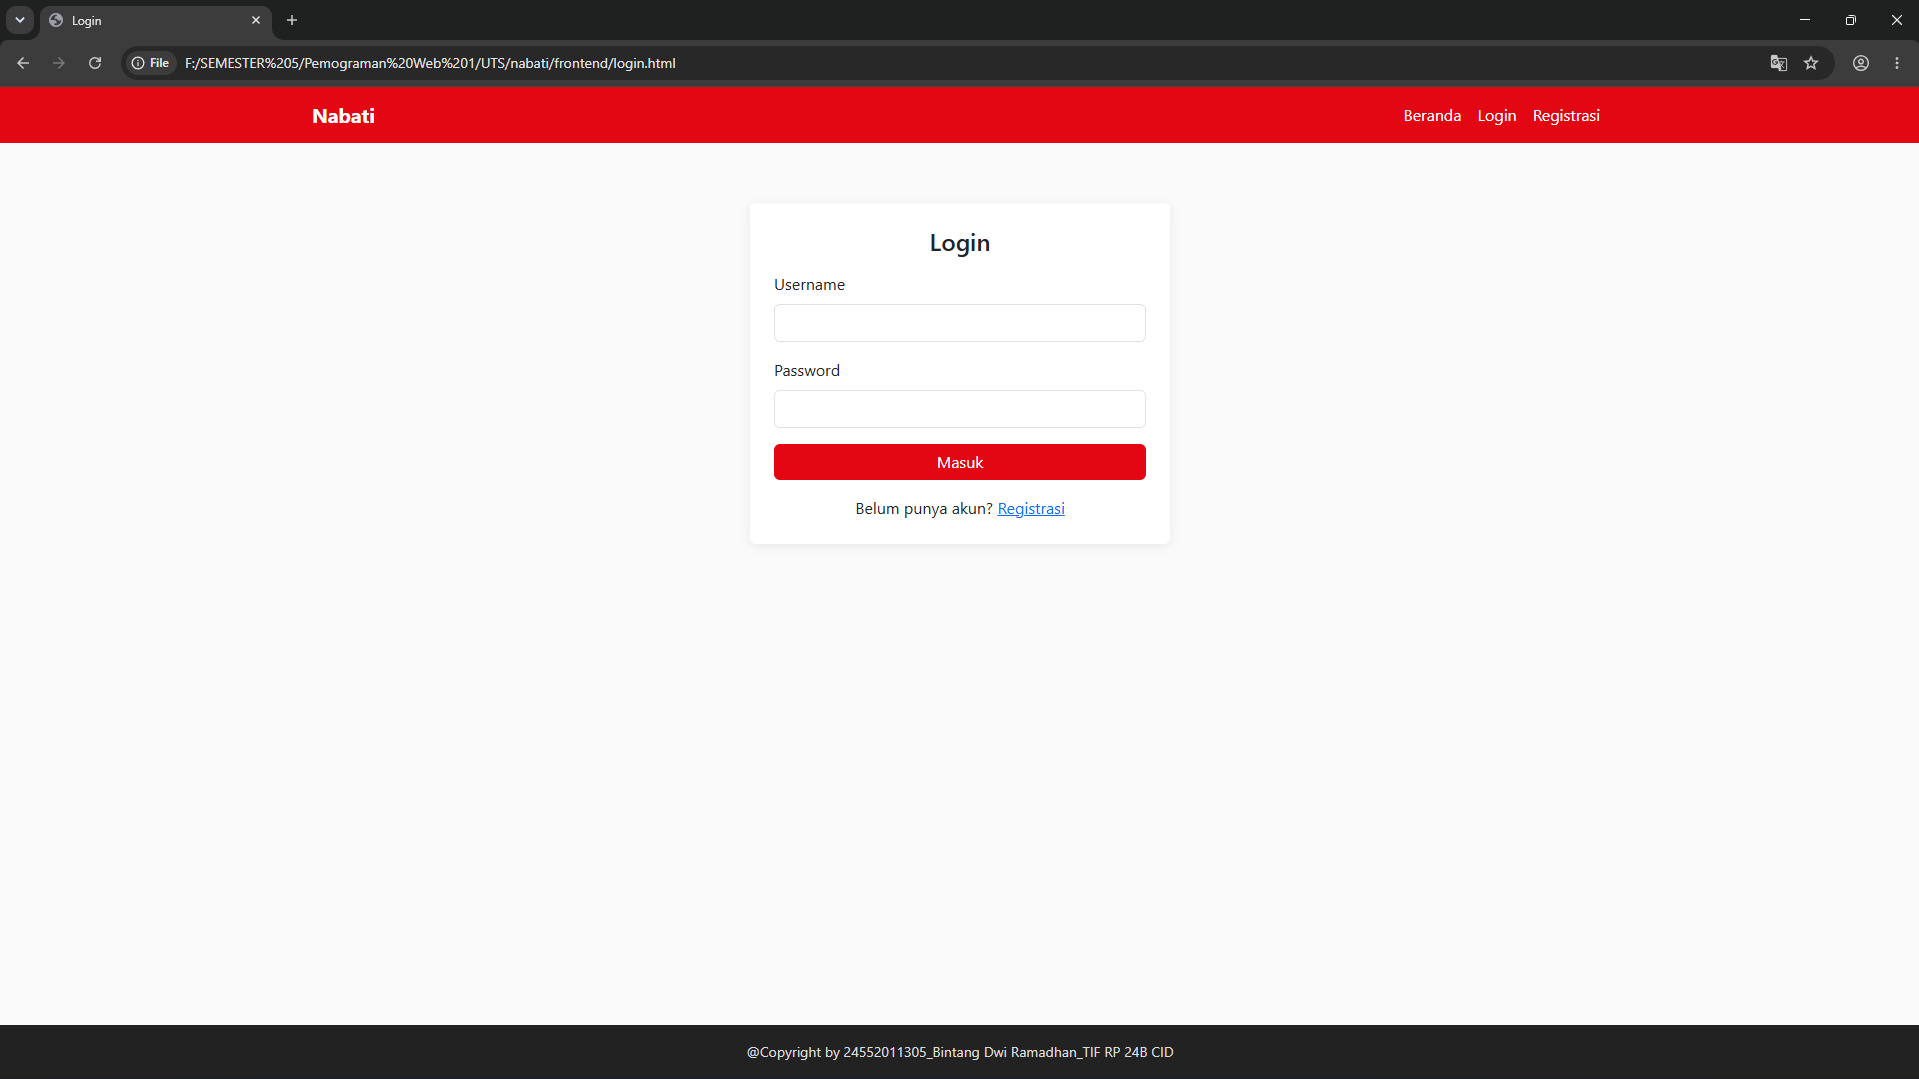 Login
File
F:/SEMESTER%205/Pemograman%20Web%201/UTS/nabati/frontend/login.html
Nabati
Beranda Login Registrasi
Login
Username
Password
Masuk
Belum punya akun? Registrasi
@Copyright by 24552011305_Bintang Dwi Ramadhan_TIF RP 24B CID